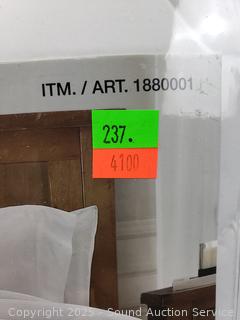 ITM. / ART. 1880001
237.
4100
Copyright © 2025 - Sound Auction Service